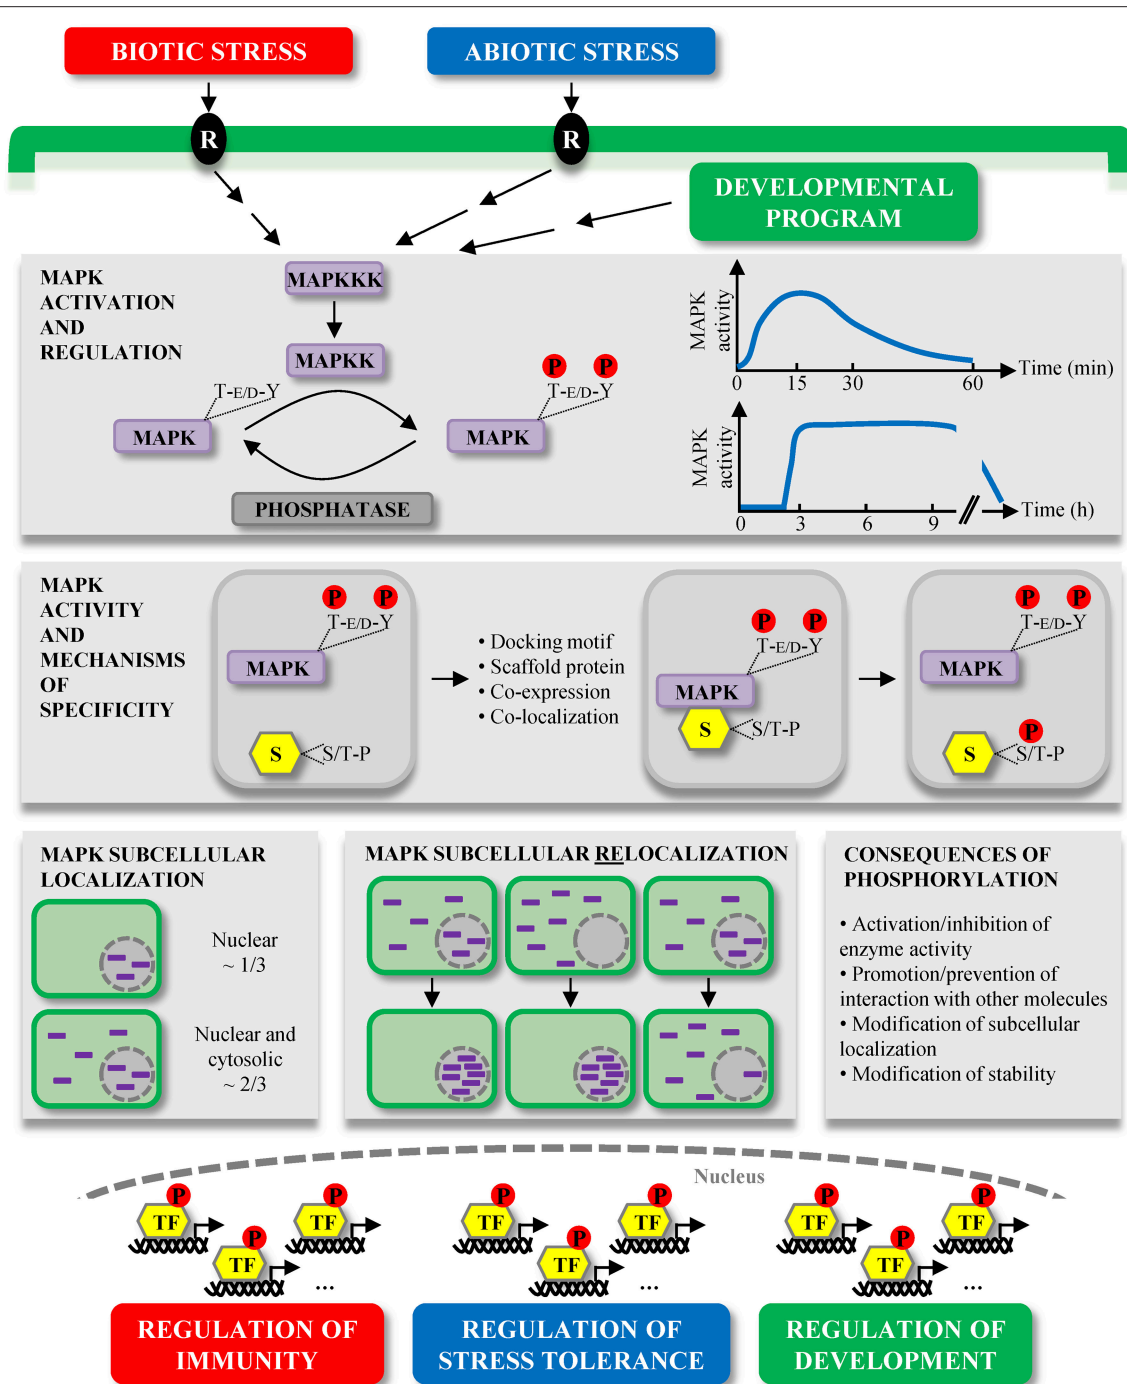 BIOTIC STRESS
ABIOTIC STRESS
R
R
DEVELOPMENTAL
PROGRAM
MAPK
ACTIVATION
AND
REGULATION
MAPKKK
MAPKK
T-E/D-Y
MAPK
P P
T-E/D-Y
MAPK
PHOSPHATASE
MAPK
activity
0 15 30 60
Time (min)
MAPK
activity
0 3 6 9
Time (h)
MAPK
ACTIVITY
AND
MECHANISMS
OF
SPECIFICITY
P P
T-E/D-Y
MAPK
S
S/T-P
• Docking motif
• Scaffold protein
• Co-expression
• Co-localization
P P
T-E/D-Y
MAPK
S
S/T-P
P P
T-E/D-Y
MAPK
P
S
S/T-P
MAPK SUBCELLULAR
LOCALIZATION
Nuclear
~ 1/3
Nuclear and
cytosolic
~ 2/3
MAPK SUBCELLULAR RELOCALIZATION
CONSEQUENCES OF
PHOSPHORYLATION
• Activation/inhibition of
enzyme activity
• Promotion/prevention of
interaction with other molecules
• Modification of subcellular
localization
• Modification of stability
Nucleus
P P P P P P
TF TF TF TF TF TF
P P P
TF TF TF
... ... ...
REGULATION OF
IMMUNITY
REGULATION OF
STRESS TOLERANCE
REGULATION OF
DEVELOPMENT